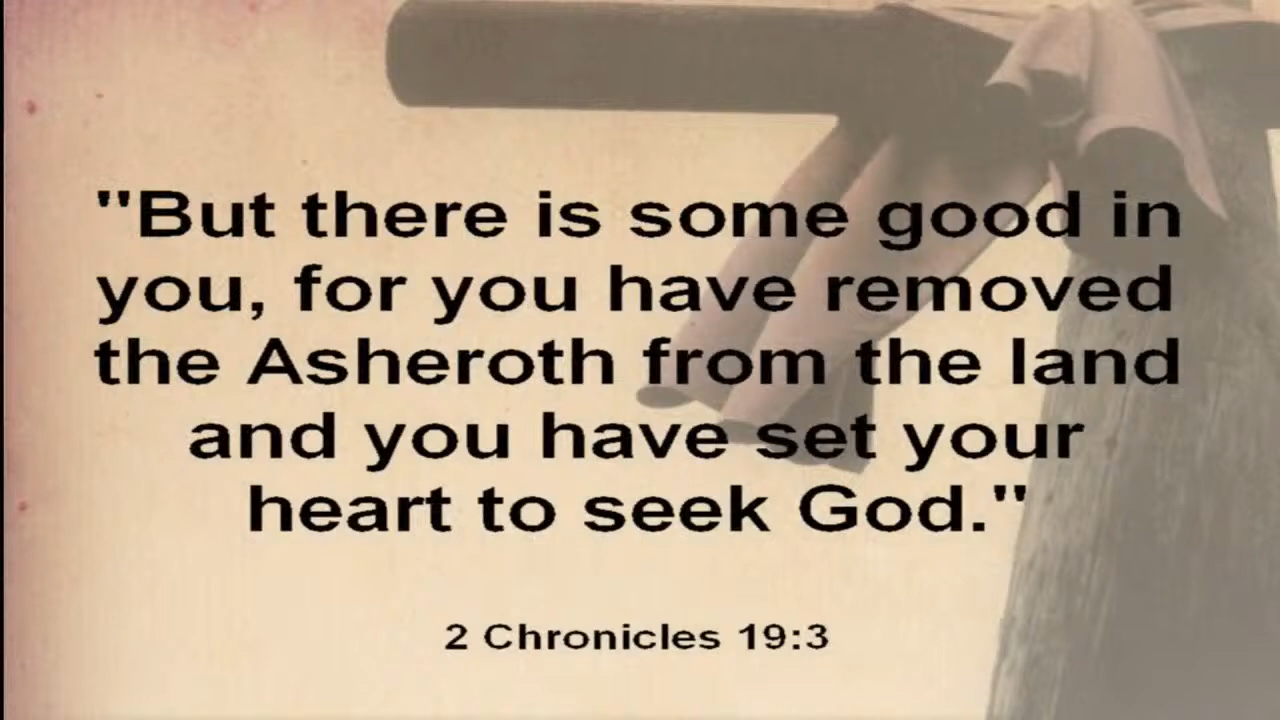 "But there is some good in
you, for you have removed
the Asheroth from the land
and you have set your
heart to seek God."
2 Chronicles 19:3